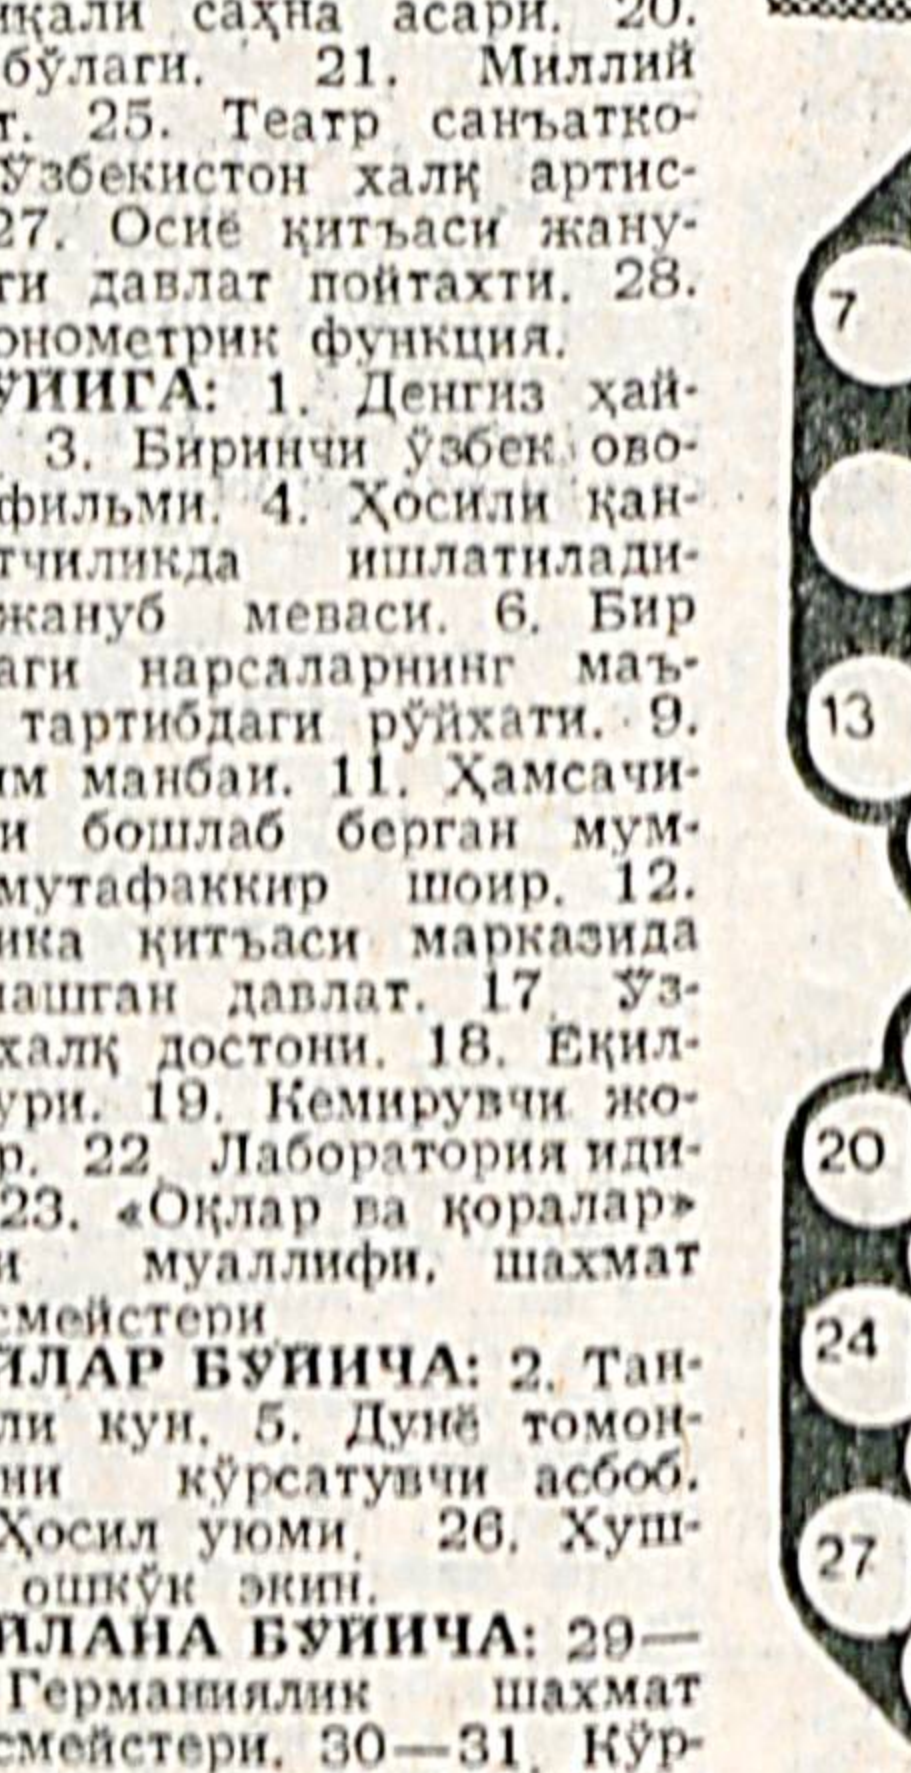 иқали саҳна асари. 20.
бўлаги. 21. Миллий
т. 25. Театр санъатко-
Ўзбекистон халқ артис-
27. Осиё қитъаси жану-
ги давлат пойтахти. 28.
онометрик функция.
ЎЙИГА: 1. Денгиз ҳай-
3. Биринчи ўзбек ово-
фильми. 4. Ҳосили қан-
тчиликда ишлатилади-
жануб меваси. 6. Бир
аги нарсаларнинг маъ-
тартибдаги рўйхати. 9.
им манбаи. 11. Ҳамсачи-
и бошлаб берган мум-
мутафаккир шоир. 12.
ика қитъаси марказида
лашган давлат. 17. Ўз-
халқ достони. 18. Ёқил-
ури. 19. Кемирувчи жо-
р. 22. Лаборатория иди-
23. «Оқлар ва қоралар»
и муаллифи, шахмат
смейстери
ЙЛАР БЎЙИЧА: 2. Тан-
ли кун. 5. Дунё томон-
ни кўрсатувчи асбоб.
Ҳосил уюми. 26. Хуш-
ошкўк экин.
ЙЛАНА БЎЙИЧА: 29—
Германиялик шахмат
смейстери. 30—31. Кўр-
7
13
20
24
27